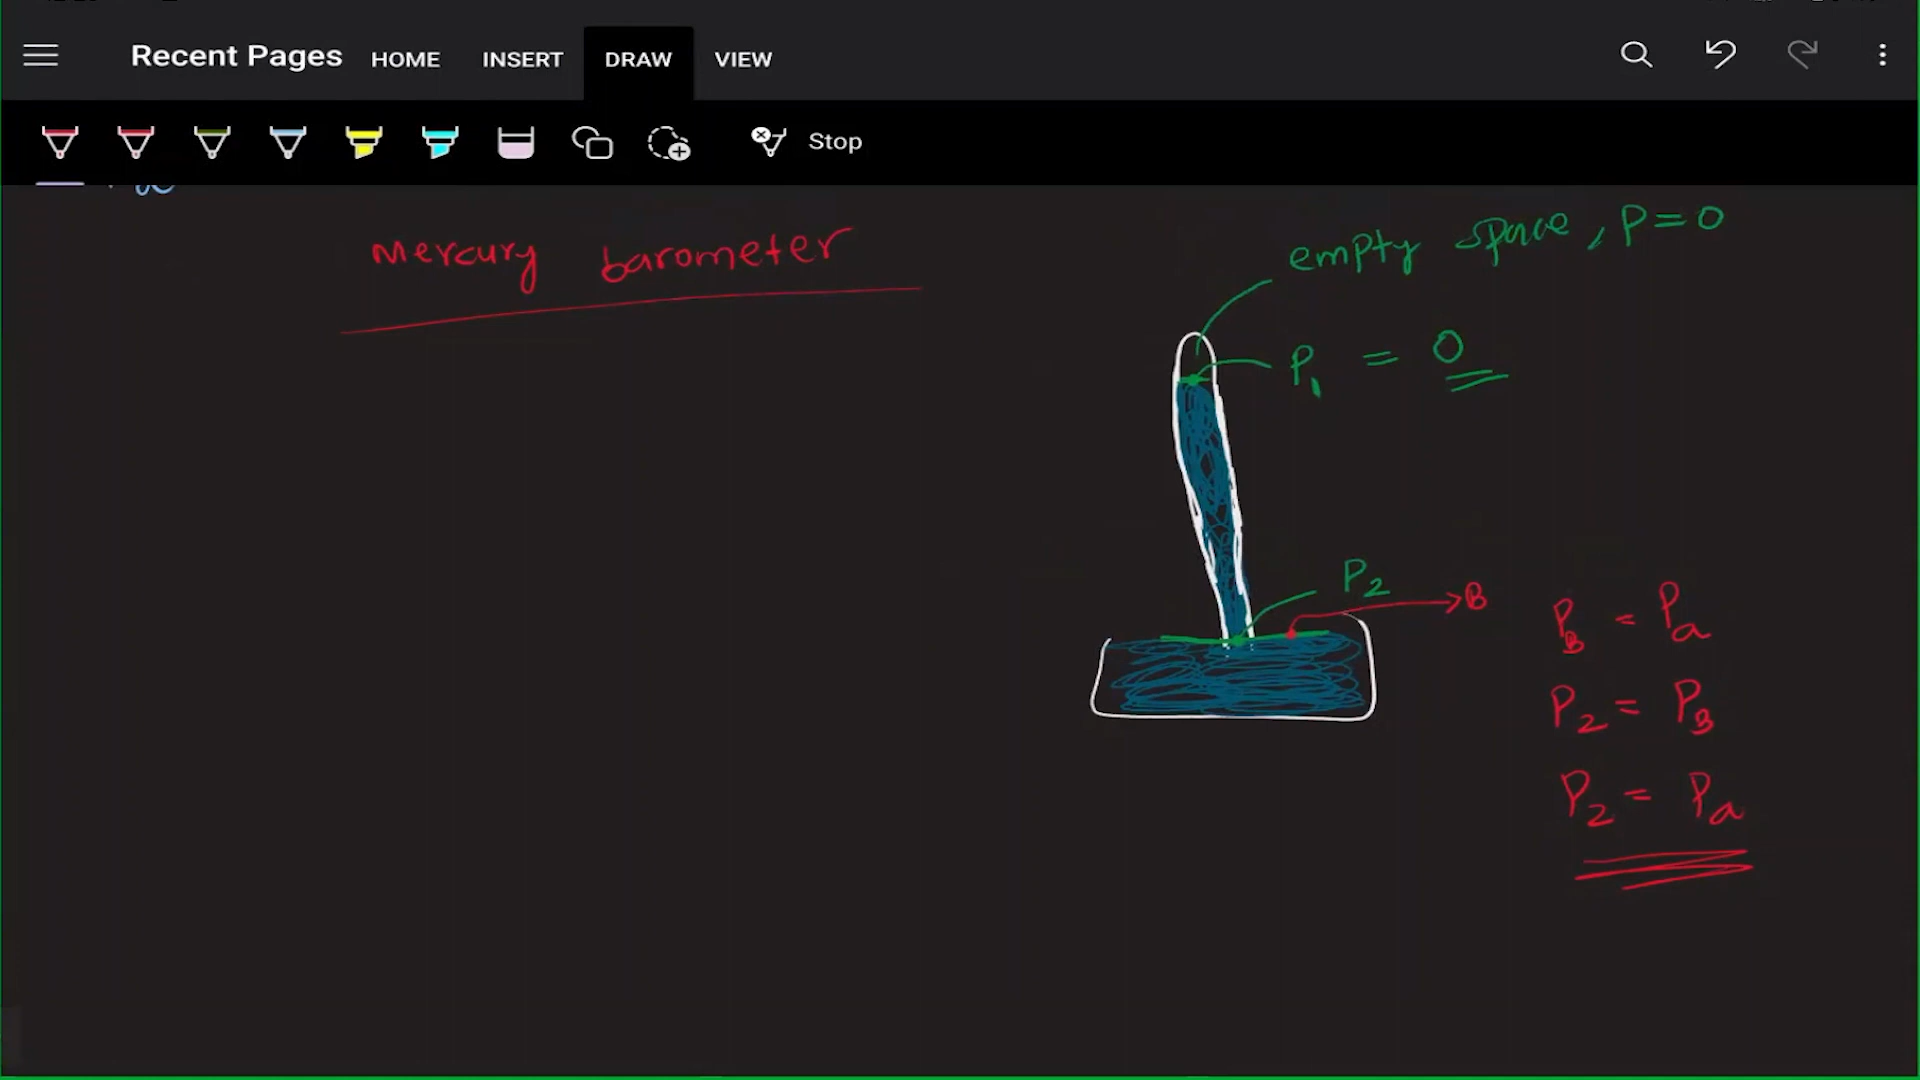 Recent Pages HOME INSERT DRAW VIEW
Stop
Mercury barometer
empty space, P = 0
P1 = 0
P2
B
PB = Pa
P2 = PB
P2 = Pa